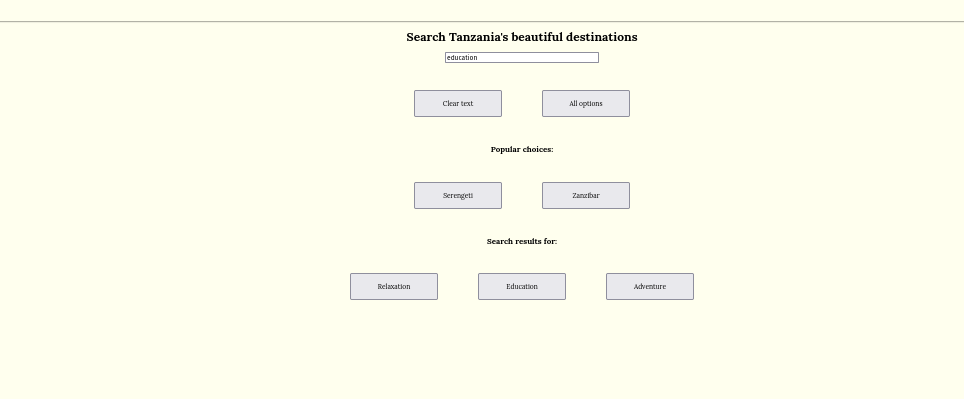 Search Tanzania's beautiful destinations
education
Clear text All options
Popular choices:
Serengeti Zanzibar
Search results for:
Relaxation Education Adventure